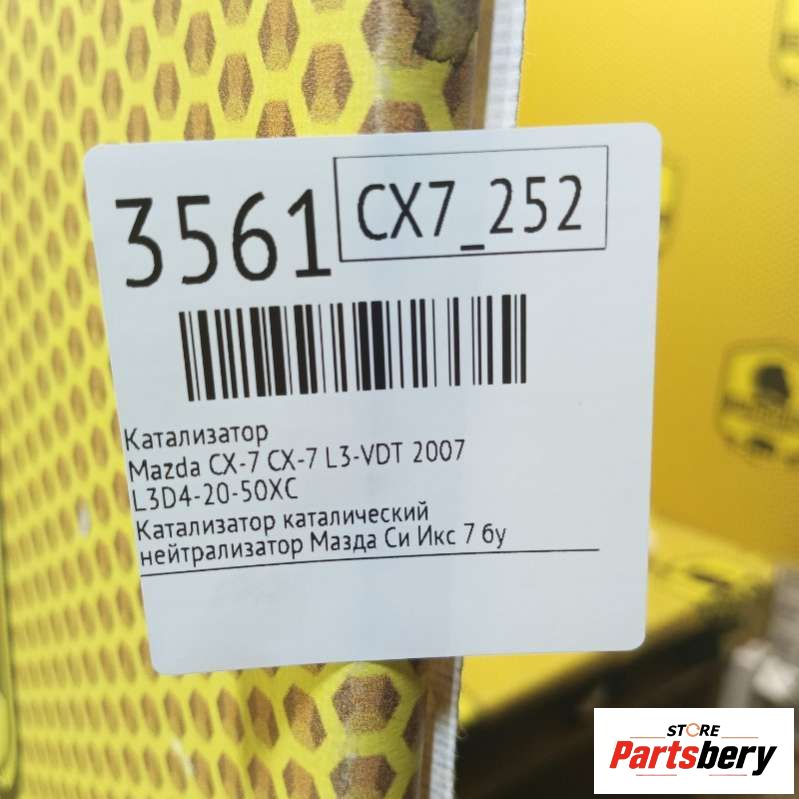 3561 CX7_252
Катализатор
Mazda CX-7 CX-7 L3-VDT 2007
L3D4-20-50XC
Катализатор каталический
нейтрализатор Мазда Си Икс 7 бу
STORE
Partsbery